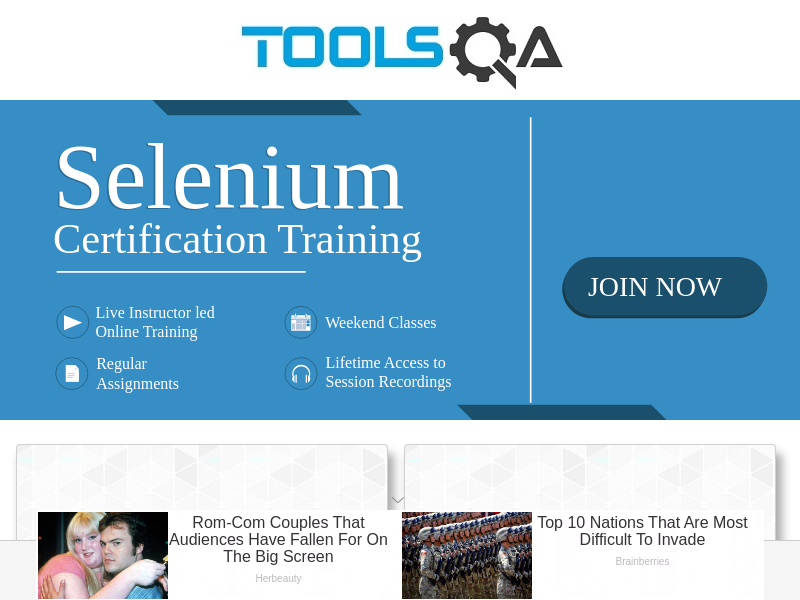 TOOLSQA
Selenium
Certification Training
JOIN NOW
Live Instructor led
Online Training
Weekend Classes
Regular
Assignments
Lifetime Access to
Session Recordings
Rom-Com Couples That
Audiences Have Fallen For On
The Big Screen
Herbeauty
Top 10 Nations That Are Most
Difficult To Invade
Brainberries